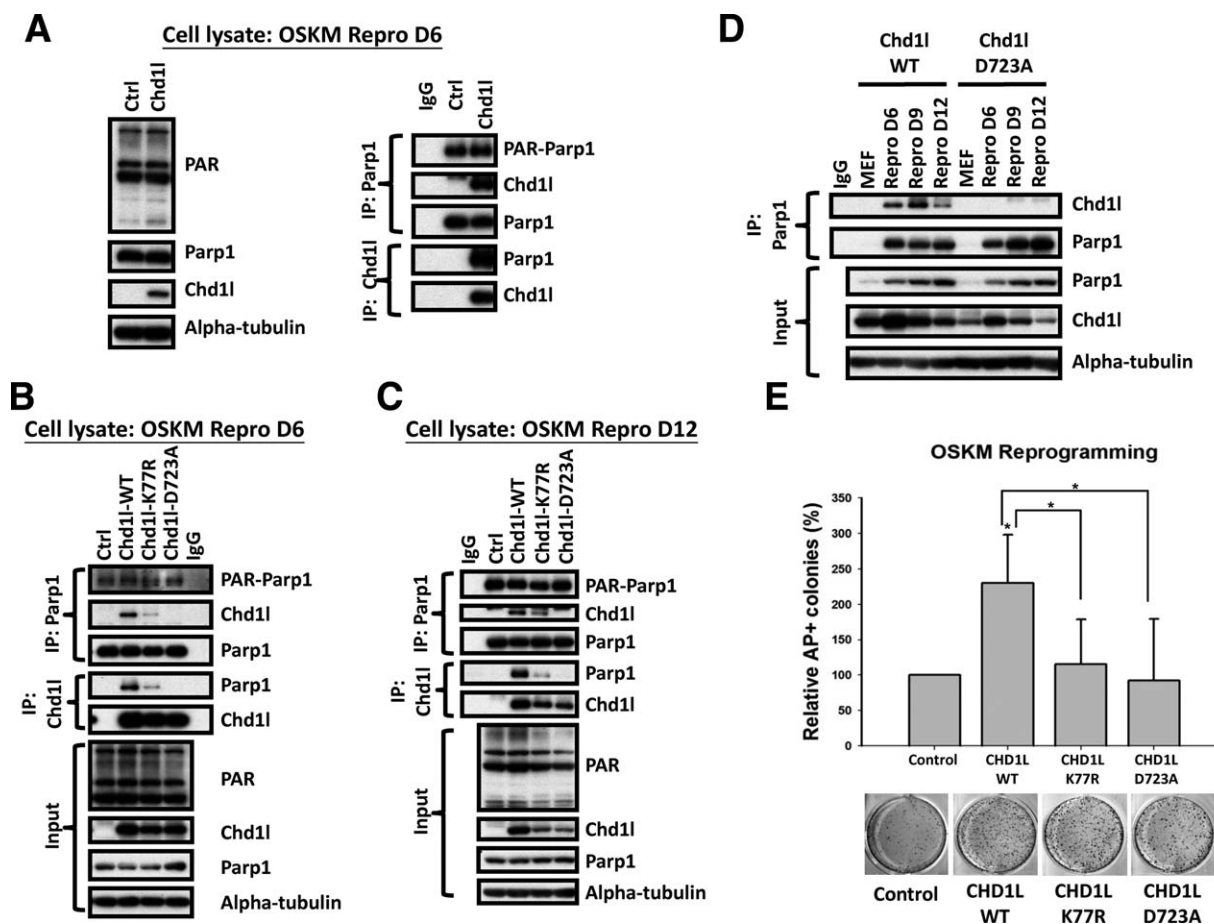 A
Cell lysate: OSKM Repro D6
Ctrl
Chd1l
PAR
Parp1
Chd1l
Alpha-tubulin
IgG
Ctrl
Chd1l
IP: Parp1
PAR-Parp1
Chd1l
Parp1
IP: Chd1l
Parp1
Chd1l
D
Chd1l
WT
Chd1l
D723A
IgG
MEF
Repro D6
Repro D9
Repro D12
MEF
Repro D6
Repro D9
Repro D12
IP:
Parp1
Chd1l
Parp1
Input
Parp1
Chd1l
Alpha-tubulin
B
Cell lysate: OSKM Repro D6
Ctrl
Chd1l-WT
Chd1l-K77R
Chd1l-D723A
IgG
IP: Parp1
PAR-Parp1
Chd1l
Parp1
IP:
Chd1l
Parp1
Chd1l
Input
PAR
Chd1l
Parp1
Alpha-tubulin
C
Cell lysate: OSKM Repro D12
IgG
Ctrl
Chd1l-WT
Chd1l-K77R
Chd1l-D723A
IP: Parp1
PAR-Parp1
Chd1l
Parp1
IP:
Chd1l
Parp1
Chd1l
Input
PAR
Chd1l
Parp1
Alpha-tubulin
E
OSKM Reprogramming
Relative AP+ colonies (%)
350
300
250
200
150
100
50
0
*
*
*
Control
CHD1L
WT
CHD1L
K77R
CHD1L
D723A
Control
CHD1L
WT
CHD1L
K77R
CHD1L
D723A